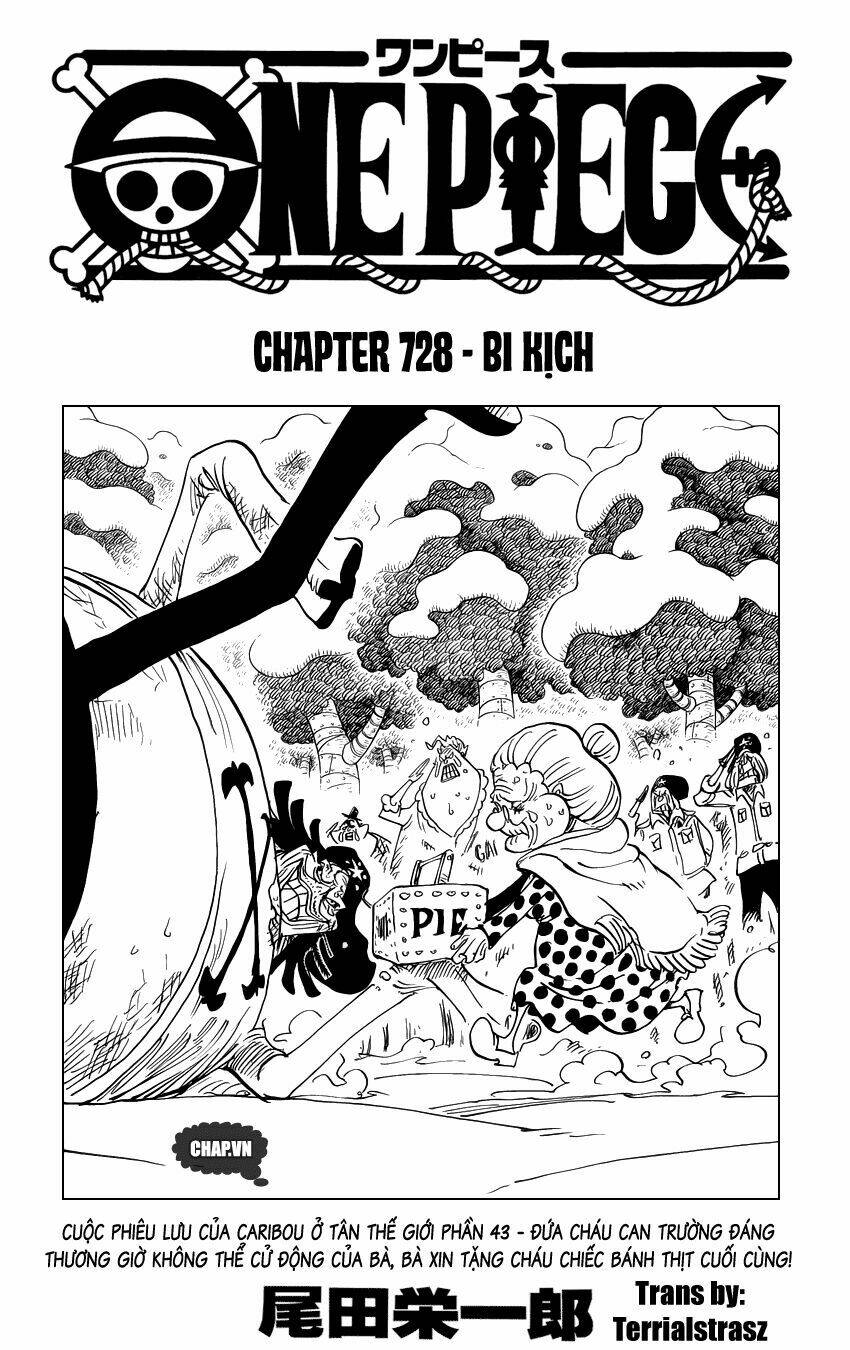 ワンピース
ONE PIECE
CHAPTER 728 - BI KỊCH
GAI
PIE
CHAP.VN
CUỘC PHIÊU LƯU CỦA CARIBOU Ở TÂN THẾ GIỚI PHẦN 43 - ĐỨA CHÁU CAN TRƯỜNG ĐÁNG
THƯƠNG GIỜ KHÔNG THỂ CỬ ĐỘNG CỦA BÀ, BÀ XIN TẶNG CHÁU CHIẾC BÁNH THỊT CUỐI CÙNG!
尾田栄一郎
Trans by:
Terrialstrasz